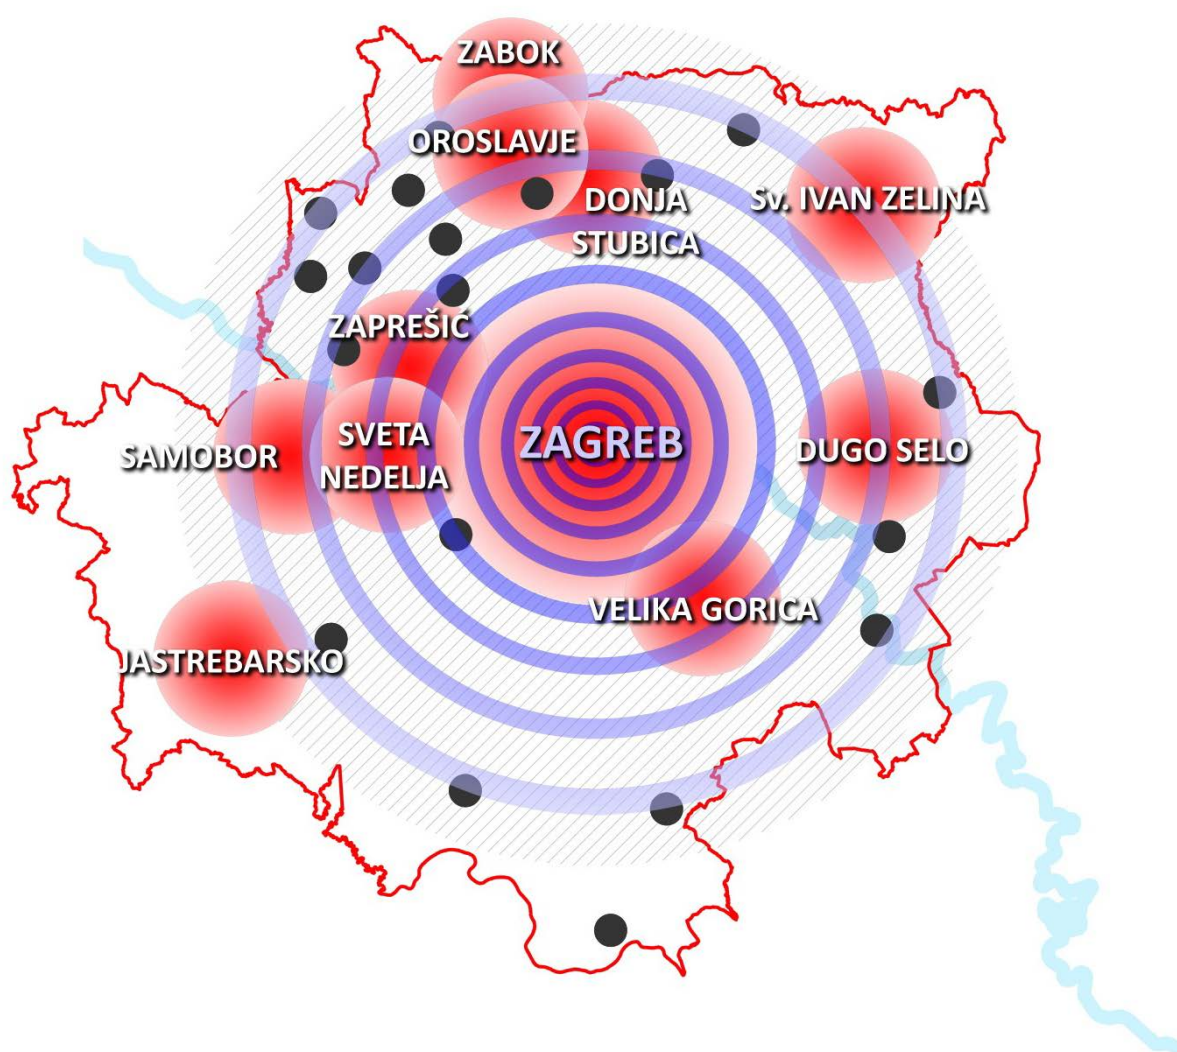 ZABOK
OROSLAVJE
DONJA
STUBICA
Sv. IVAN ZELINA
ZAPREŠIĆ
SAMOBOR
SVETA
NEDELJA
ZAGREB
DUGO SELO
VELIKA GORICA
JASTREBARSKO